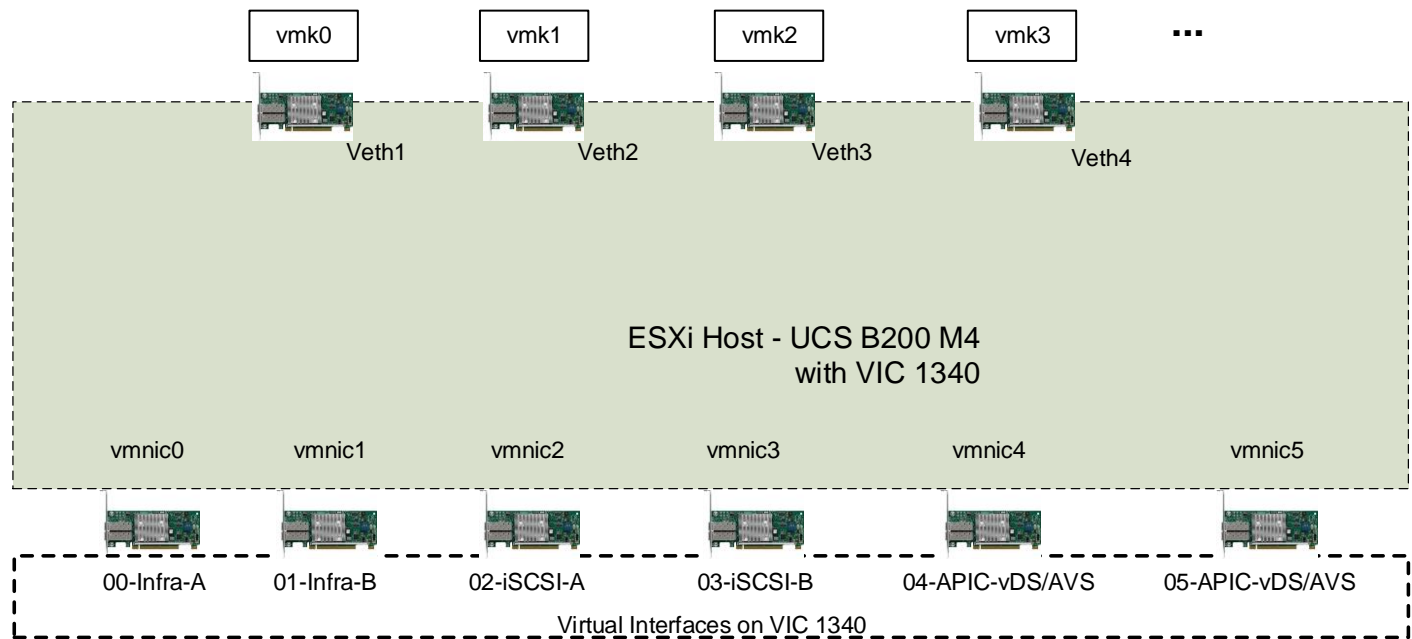 vmk0 vmk1 vmk2 vmk3 ...
Veth1 Veth2 Veth3 Veth4
ESXi Host - UCS B200 M4
with VIC 1340
vmnic0 vmnic1 vmnic2 vmnic3 vmnic4 vmnic5
00-Infra-A 01-Infra-B 02-iSCSI-A 03-iSCSI-B 04-APIC-vDS/AVS 05-APIC-vDS/AVS
Virtual Interfaces on VIC 1340